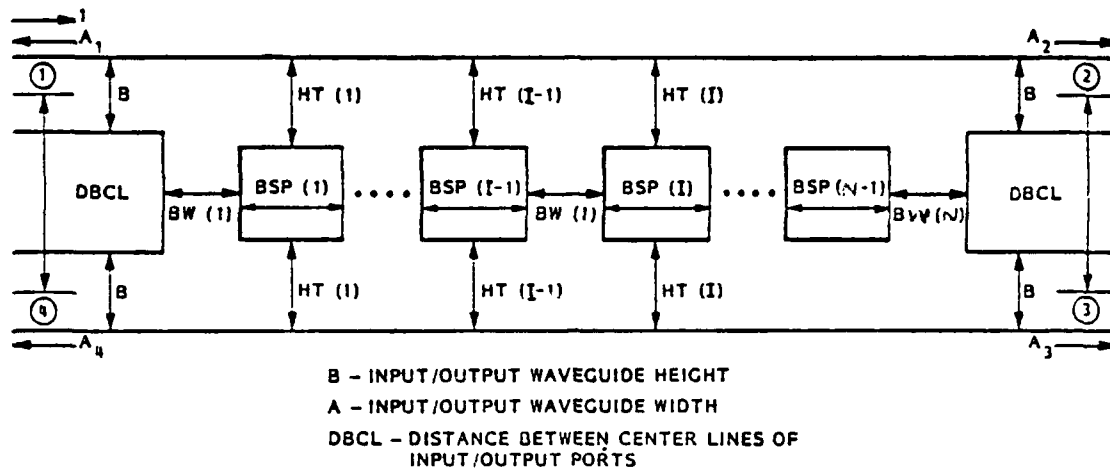 1
A1 A2
① ②
B HT (1) HT (I-1) HT (I) B
DBCL BSP (1) •••• BSP (I-1) BSP (I) •••• BSP (N-1) DBCL
BW (1) BW (1) BW (N)
B HT (1) HT (I-1) HT (I) B
④ ③
A4 A3
B – INPUT/OUTPUT WAVEGUIDE HEIGHT
A – INPUT/OUTPUT WAVEGUIDE WIDTH
DBCL – DISTANCE BETWEEN CENTER LINES OF
INPUT/OUTPUT PORTS